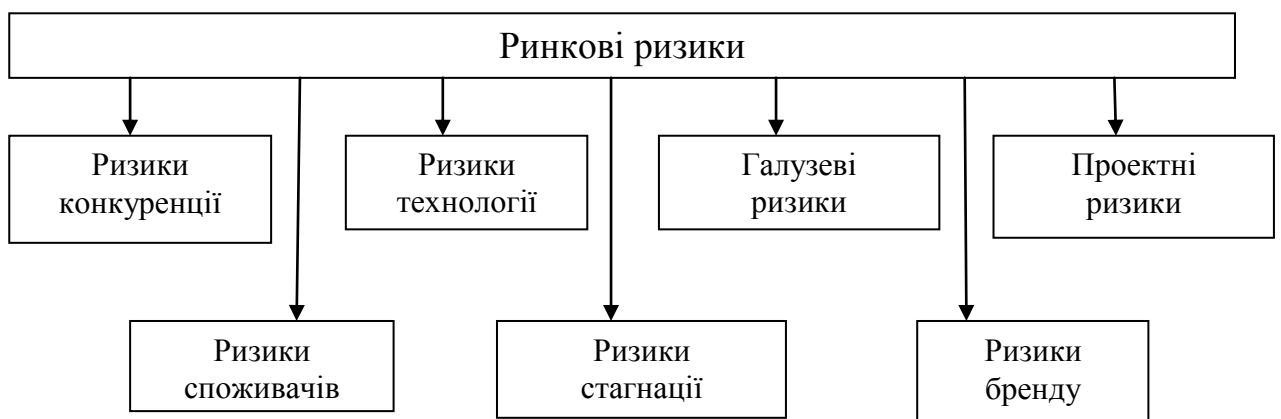 Ринкові ризики
Ризики
конкуренції
Ризики
технології
Галузеві
ризики
Проектні
ризики
Ризики
споживачів
Ризики
стагнації
Ризики
бренду